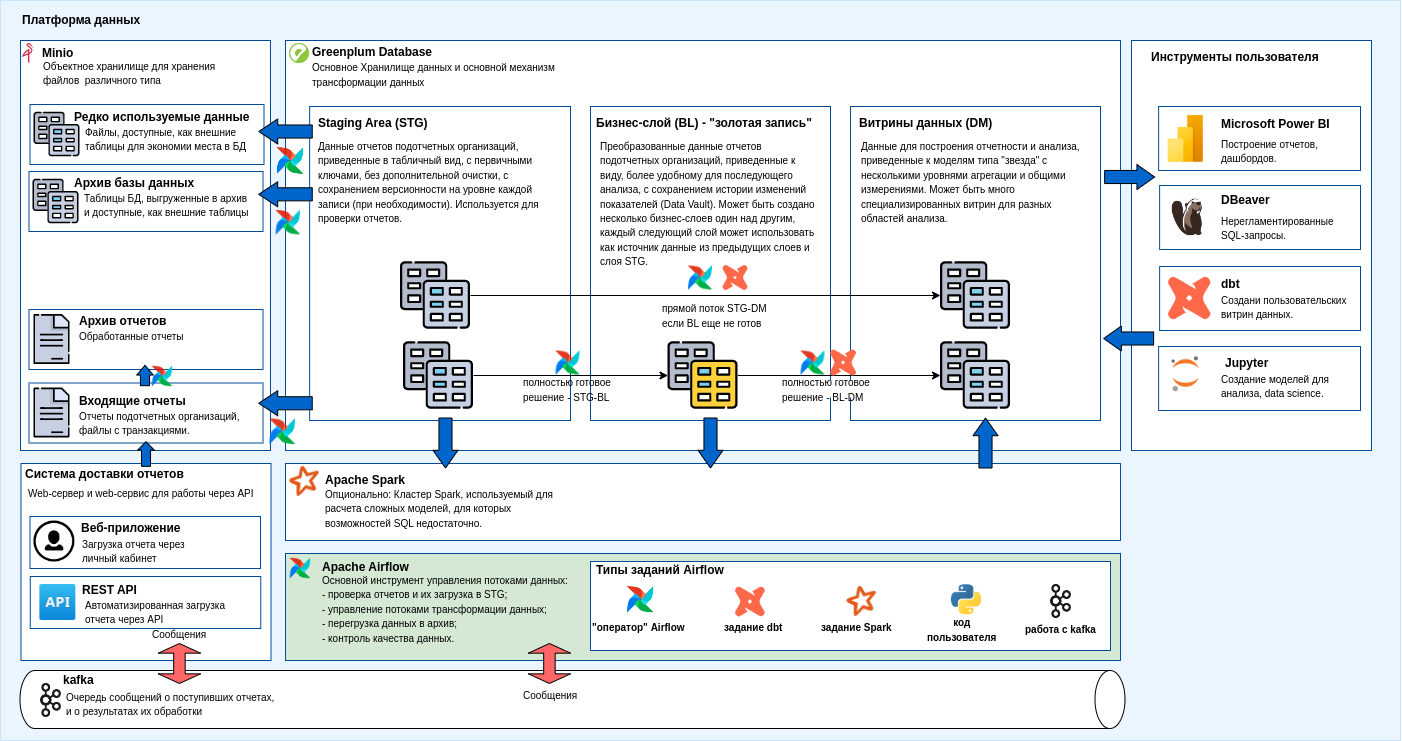 Платформа данных
Minio
Объектное хранилище для хранения
файлов  различного типа
Редко используемые данные
Файлы, доступные, как внешние
таблицы для экономии места в БД
Архив базы данных
Таблицы БД, выгруженные в архив
и доступные, как внешние таблицы
Архив отчетов
Обработанные отчеты
Входящие отчеты
Отчеты подотчетных организаций,
файлы с транзакциями.
Система доставки отчетов
Web-сервер и web-сервис для работы через API
Веб-приложение
Загрузка отчета через
личный кабинет
API
REST API
Автоматизированная загрузка
отчета через API
Сообщения
Greenplum Database
Основное Хранилище данных и основной механизм
трансформации данных
Staging Area (STG)
Данные отчетов подотчетных организаций,
приведенные в табличный вид, с первичными
ключами, без дополнительной очистки, с
сохранением версионности на уровне каждой
записи (при необходимости). Используется для
проверки отчетов.
Бизнес-слой (BL) - "золотая запись"
Преобразованные данные отчетов
подотчетных организаций, приведенные к
виду, более удобному для последующего
анализа, с сохранением истории изменений
показателей (Data Vault). Может быть создано
несколько бизнес-слоев один над другим,
каждый следующий слой может использовать
как источник данные из предыдущих слоев и
слоя STG.
Витрины данных (DM)
Данные для построения отчетности и анализа,
приведенные к моделям типа "звезда" с
несколькими уровнями агрегации и общими
измерениями. Может быть много
специализированных витрин для разных
областей анализа.
прямой поток STG-DM
если BL еще не готов
полностью готовое
решение - STG-BL
полностью готовое
решение - BL-DM
Apache Spark
Опционально: Кластер Spark, используемый для
расчета сложных моделей, для которых
возможностей SQL недостаточно.
Apache Airflow
Основной инструмент управления потоками данных:
- проверка отчетов и их загрузка в STG;
- управление потоками трансформации данных;
- перегрузка данных в архив;
- контроль качества данных.
Типы заданий Airflow
"оператор" Airflow
задание dbt
задание Spark
код
пользователя
работа с kafka
Сообщения
kafka
Очередь сообщений о поступивших отчетах,
и о результатах их обработки
Инструменты пользователя
Microsoft Power BI
Построение отчетов,
дашбордов.
DBeaver
Нерегламентированные
SQL-запросы.
dbt
Создани пользовательских
витрин данных.
Jupyter
Создание моделей для
анализа, data science.